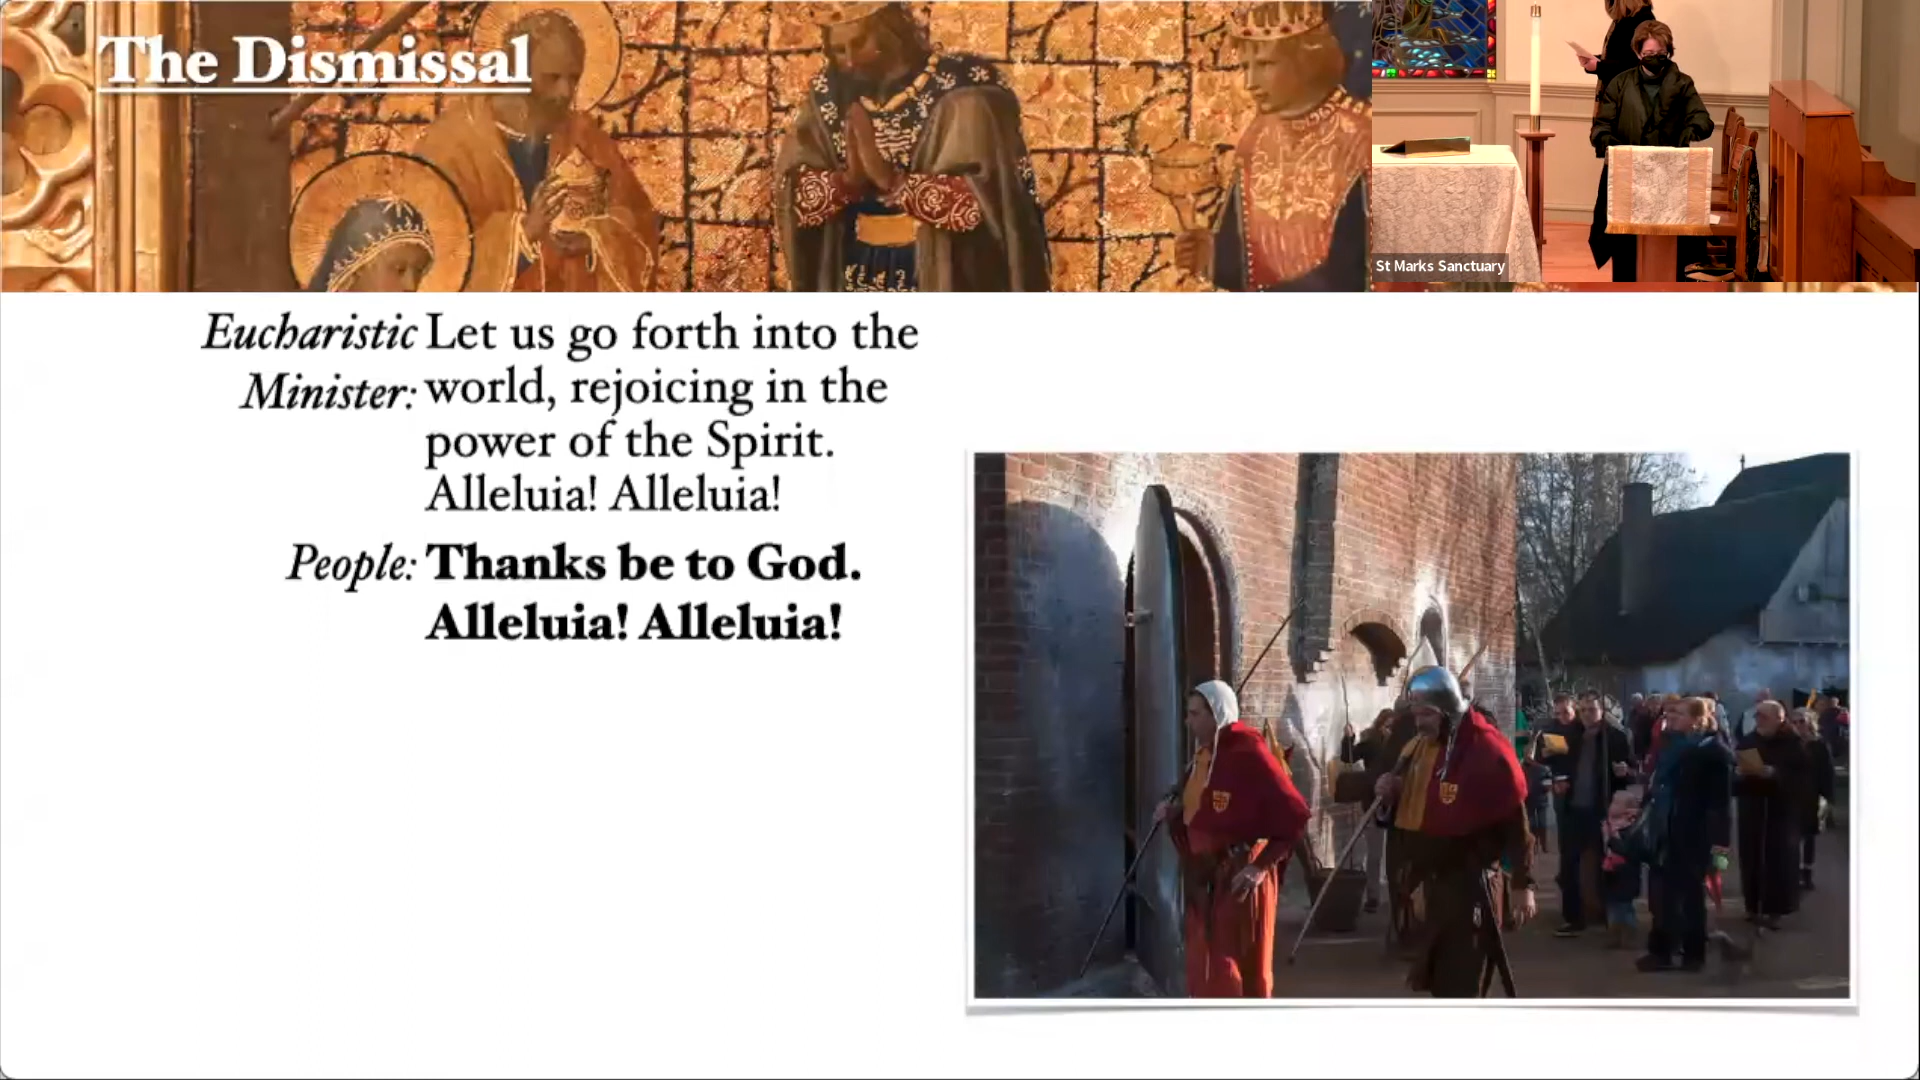 The Dismissal
St Marks Sanctuary
Eucharistic Let us go forth into the
Minister: world, rejoicing in the
power of the Spirit.
Alleluia! Alleluia!
People: Thanks be to God.
Alleluia! Alleluia!